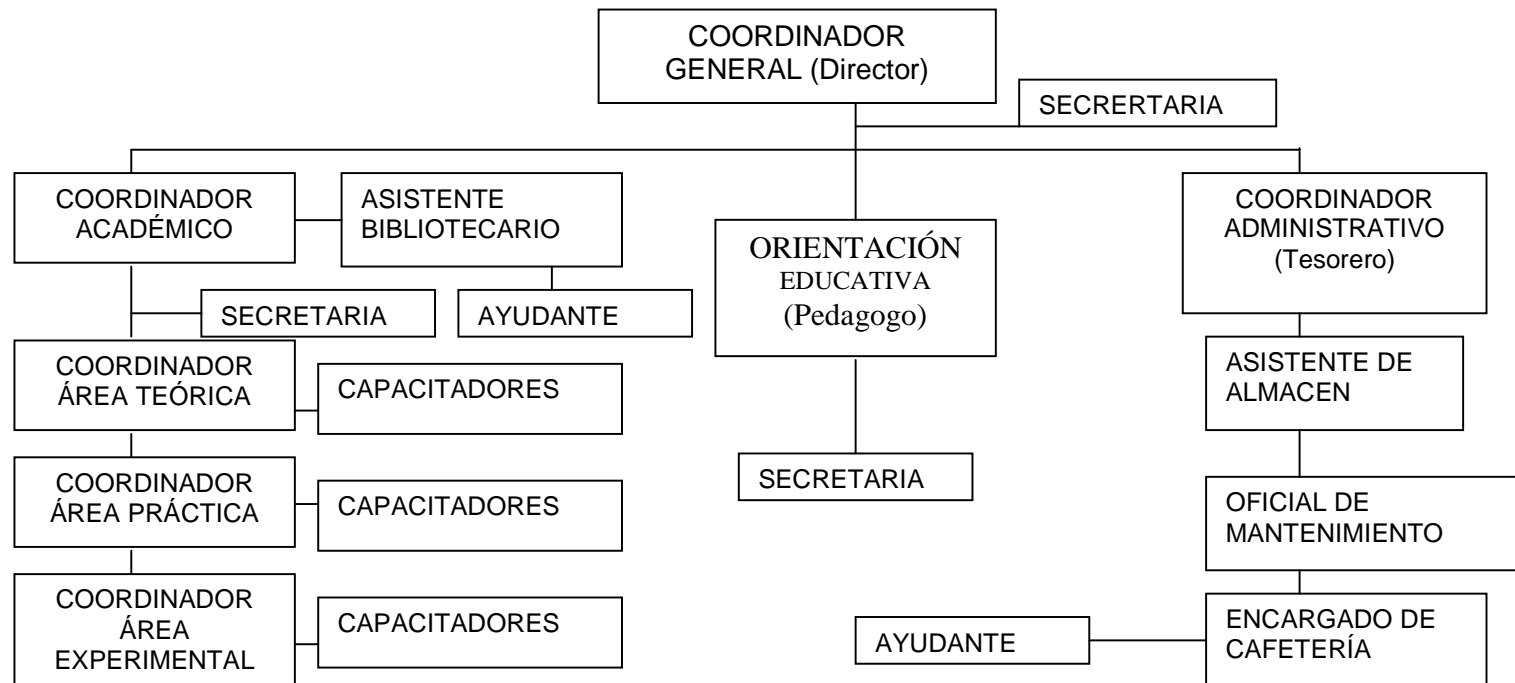 COORDINADOR
GENERAL (Director)
SECRERTARIA
COORDINADOR
ACADÉMICO
ASISTENTE
BIBLIOTECARIO
ORIENTACIÓN
EDUCATIVA
(Pedagogo)
COORDINADOR
ADMINISTRATIVO
(Tesorero)
SECRETARIA
AYUDANTE
COORDINADOR
ÁREA TEÓRICA
CAPACITADORES
ASISTENTE DE
ALMACEN
COORDINADOR
ÁREA PRÁCTICA
CAPACITADORES
SECRETARIA
OFICIAL DE
MANTENIMIENTO
COORDINADOR
ÁREA
EXPERIMENTAL
CAPACITADORES
AYUDANTE
ENCARGADO DE
CAFETERÍA